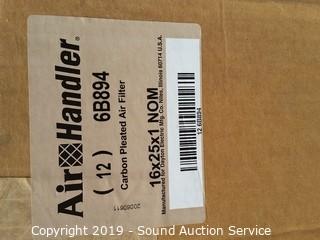 Air Handler®
( 12 ) 6B894
Carbon Pleated Air Filter
16x25x1 NOM
Manufactured for Dayton Electric Mfg. Co. Niles, Illinois 60714 U.S.A.
12 6B894
Copyright 2019 - Sound Auction Service